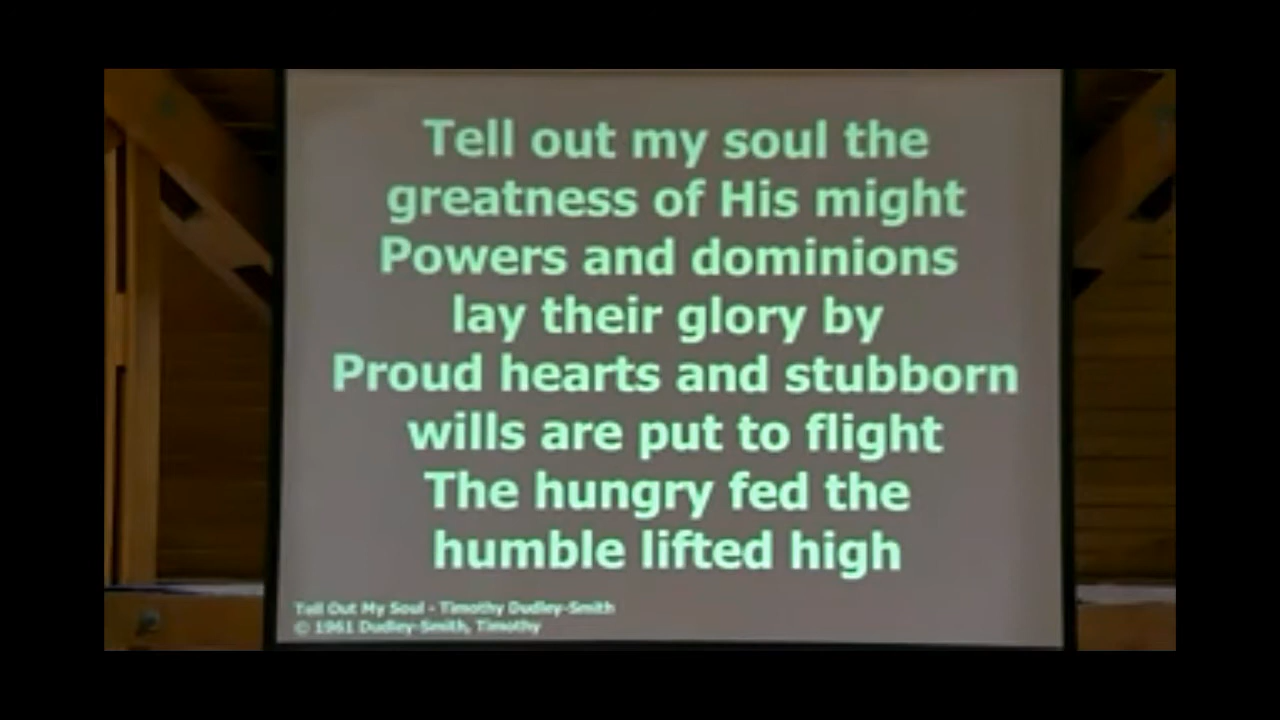 Tell out my soul the
greatness of His might
Powers and dominions
lay their glory by
Proud hearts and stubborn
wills are put to flight
The hungry fed the
humble lifted high
Tell Out My Soul - Timothy Dudley-Smith
© 1961 Dudley-Smith, Timothy